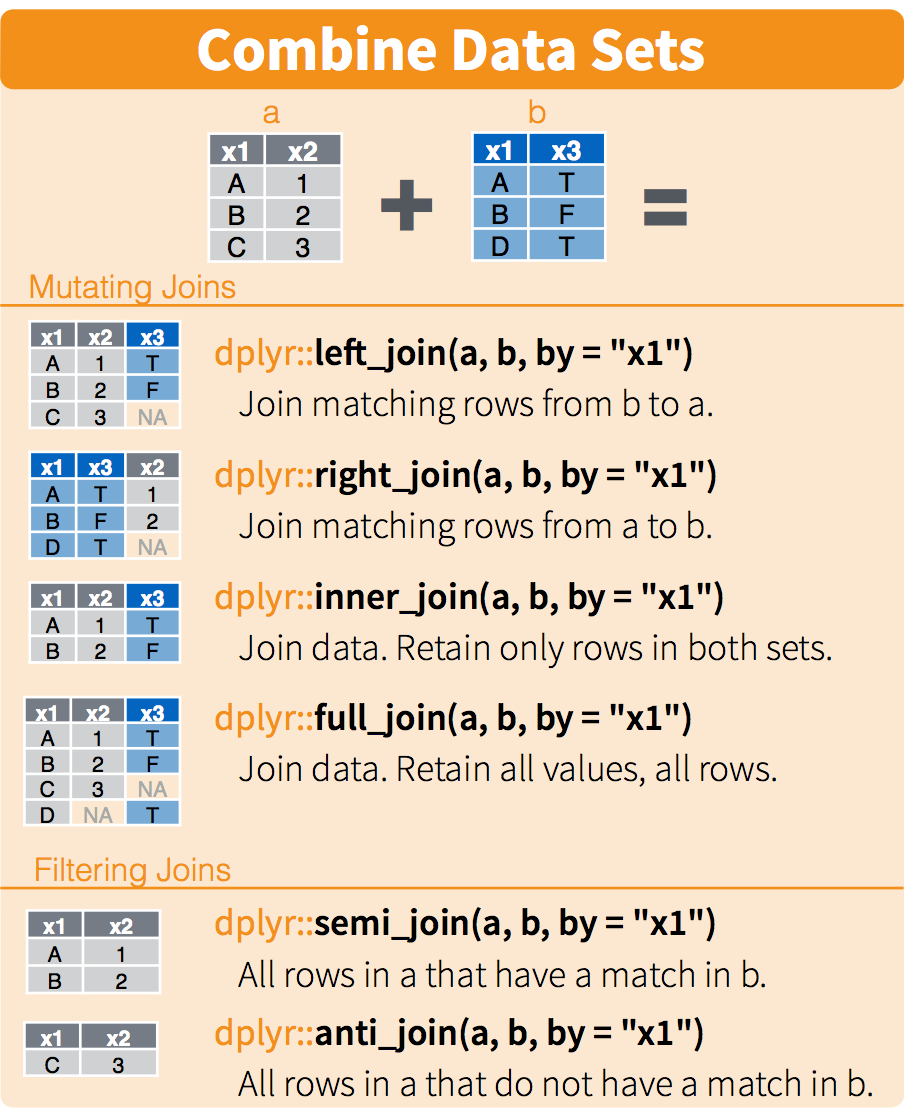 Combine Data Sets
a b
x1 x2 x1 x3
A 1 A T
B 2 + B F =
C 3 D T
Mutating Joins
x1 x2 x3
A 1 T
B 2 F
C 3 NA
dplyr::left_join(a, b, by = "x1")
Join matching rows from b to a.
x1 x3 x2
A T 1
B F 2
D T NA
dplyr::right_join(a, b, by = "x1")
Join matching rows from a to b.
x1 x2 x3
A 1 T
B 2 F
dplyr::inner_join(a, b, by = "x1")
Join data. Retain only rows in both sets.
x1 x2 x3
A 1 T
B 2 F
C 3 NA
D NA T
dplyr::full_join(a, b, by = "x1")
Join data. Retain all values, all rows.
Filtering Joins
x1 x2
A 1
B 2
dplyr::semi_join(a, b, by = "x1")
All rows in a that have a match in b.
x1 x2
C 3
dplyr::anti_join(a, b, by = "x1")
All rows in a that do not have a match in b.